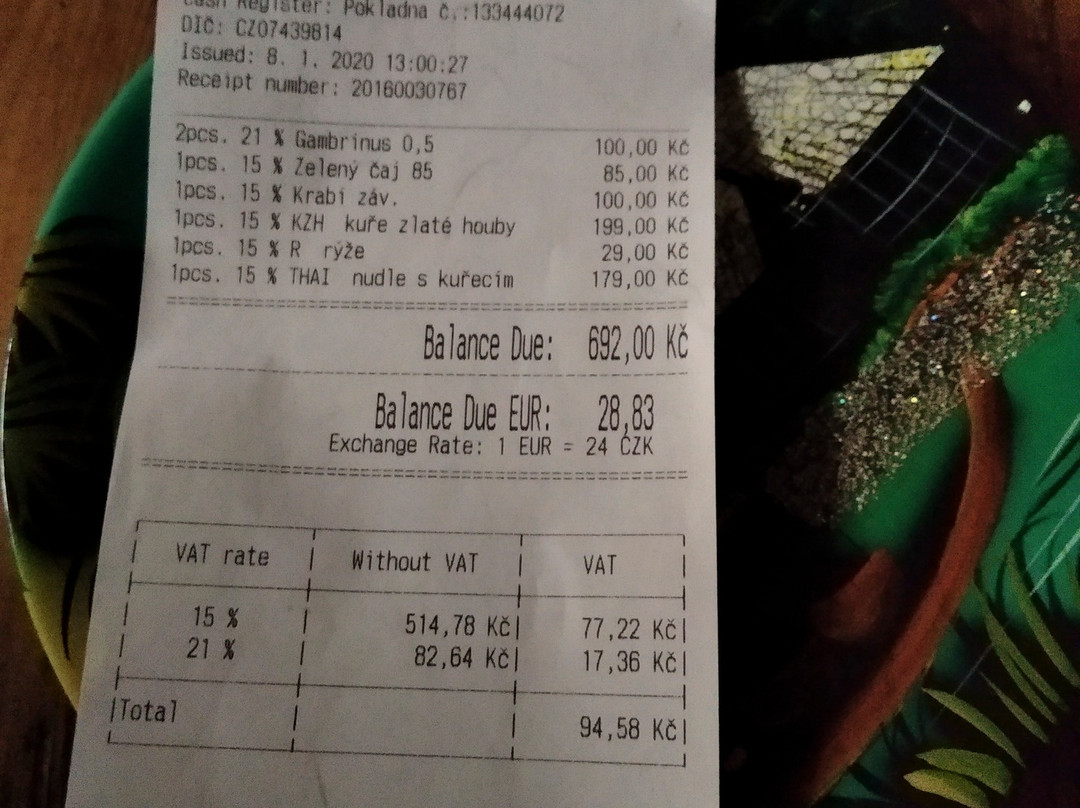 Cash Register: Pokladna č.:133444072
DIČ: CZ07439814
Issued: 8. 1. 2020 13:00:27
Receipt number: 20160030767
2pcs. 21 % Gambrinus 0,5 100,00 Kč
1pcs. 15 % Zelený čaj 85 85,00 Kč
1pcs. 15 % Krabí záv. 100,00 Kč
1pcs. 15 % KZH kuře zlaté houby 199,00 Kč
1pcs. 15 % R rýže 29,00 Kč
1pcs. 15 % THAI nudle s kuřecím 179,00 Kč
Balance Due: 692,00 Kč
Balance Due EUR: 28,83
Exchange Rate: 1 EUR = 24 CZK
VAT rate Without VAT VAT
15 % 514,78 Kč 77,22 Kč
21 % 82,64 Kč 17,36 Kč
Total 94,58 Kč